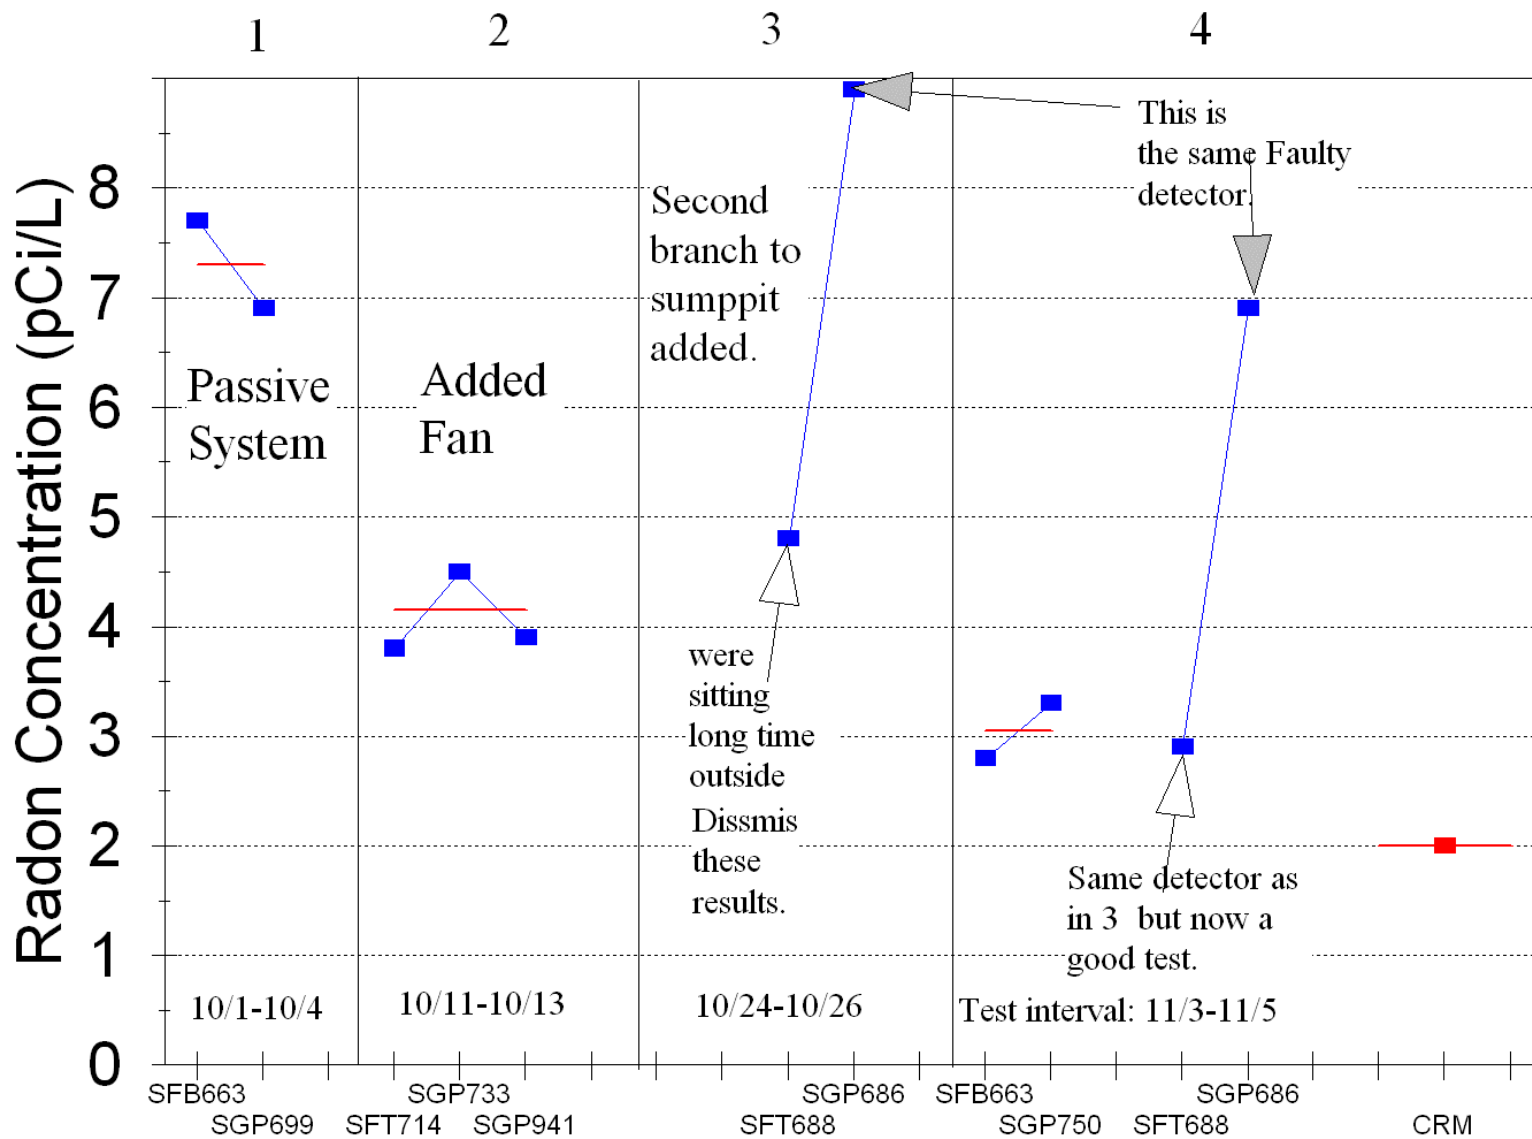 1
2
3
4
This is
the same Faulty
detector.
Second
branch to
sumppit
added.
Passive
System
Added
Fan
were
sitting
long time
outside
Dissmis
these
results.
Same detector as
in 3 but now a
good test.
10/1-10/4
10/11-10/13
10/24-10/26
Test interval: 11/3-11/5
Radon Concentration (pCi/L)
8
7
6
5
4
3
2
1
0
SFB663
SGP699
SFT714
SGP733
SGP941
SFT688
SGP686
SFB663
SGP750
SFT688
SGP686
CRM